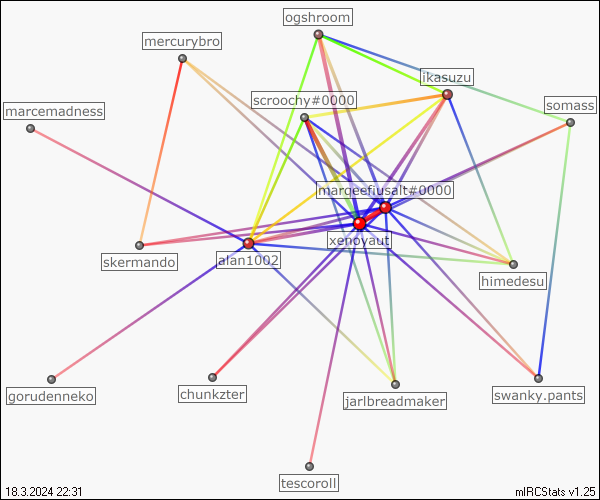 ogshroom
mercurybro
ikasuzu
scroochy#0000
somass
marcemadness
marqeefiusalt#0000
xenoyaut
skermando
alan1002
himedesu
gorudenneko
chunkzter
jarlbreadmaker
swanky.pants
tescoroll
18.3.2024 22:31
mIRCStats v1.25